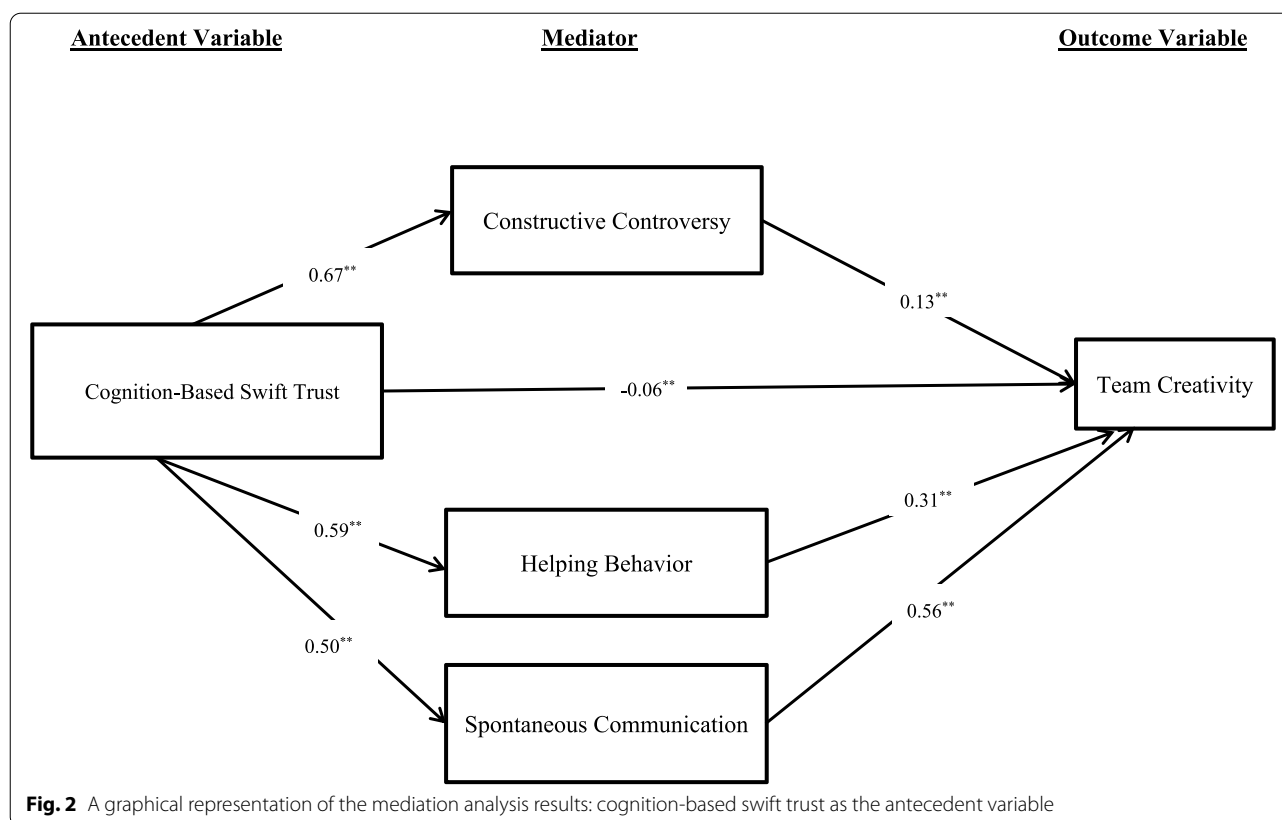 Antecedent Variable Mediator Outcome Variable
Constructive Controversy
0.67**
0.13**
Cognition-Based Swift Trust
-0.06**
Team Creativity
0.59**
Helping Behavior
0.31**
0.50**
0.56**
Spontaneous Communication
Fig. 2 A graphical representation of the mediation analysis results: cognition-based swift trust as the antecedent variable